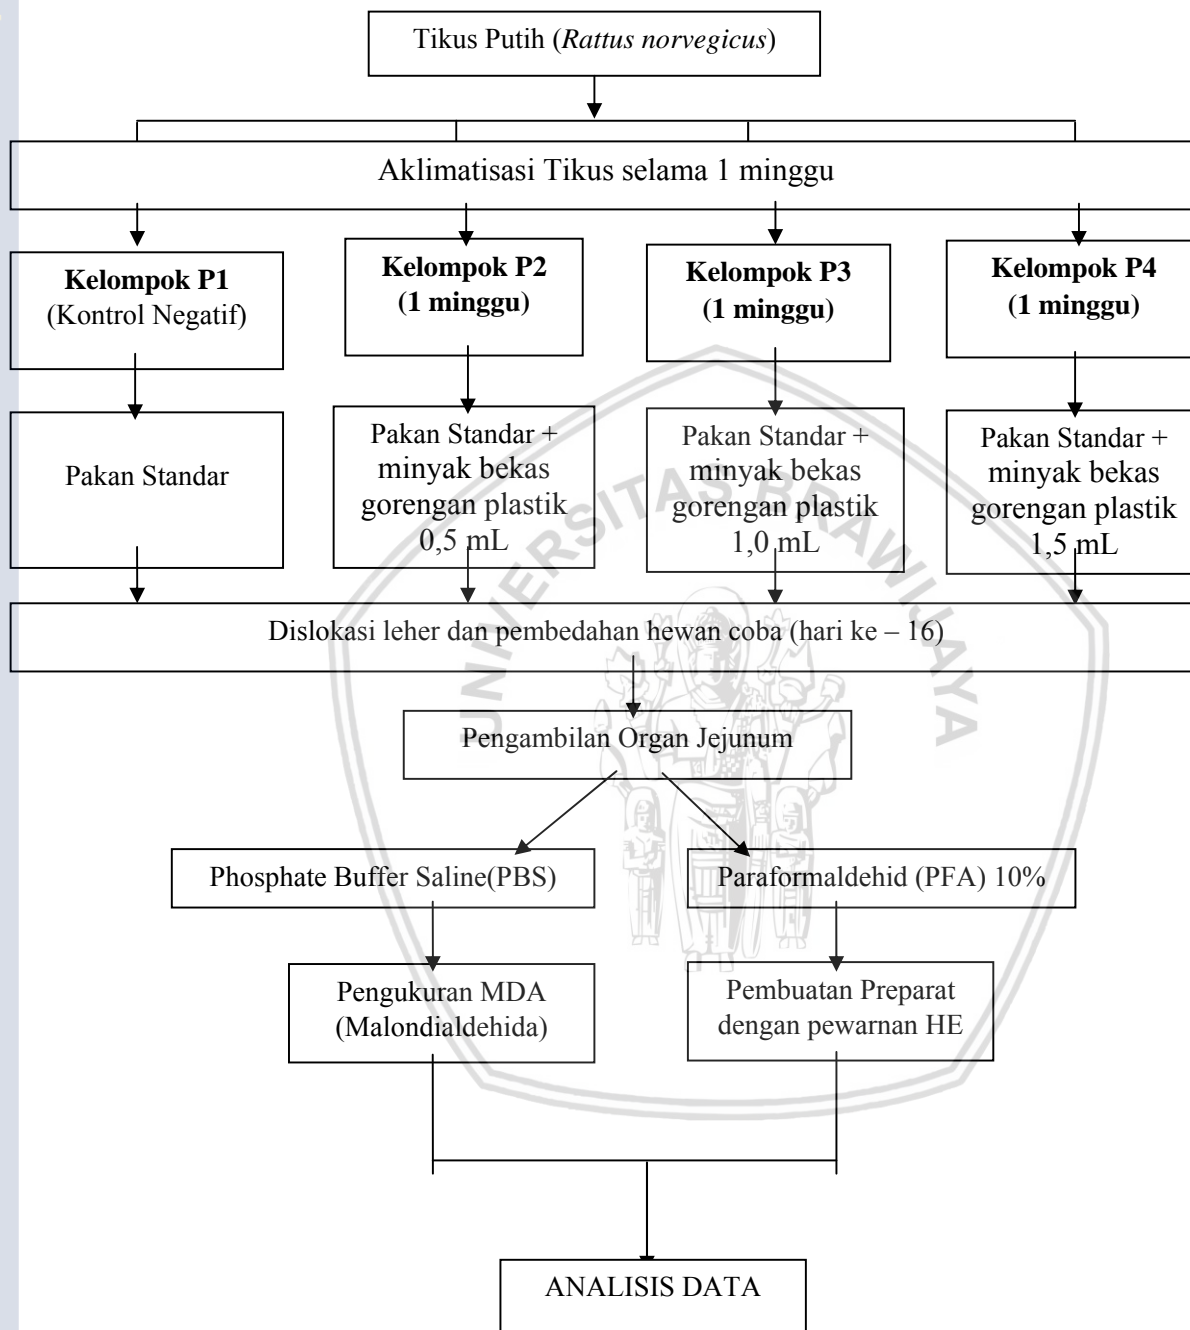 Tikus Putih (Rattus norvegicus)
Aklimatisasi Tikus selama 1 minggu
Kelompok P1
(Kontrol Negatif)
Kelompok P2
(1 minggu)
Kelompok P3
(1 minggu)
Kelompok P4
(1 minggu)
Pakan Standar
Pakan Standar +
minyak bekas
gorengan plastik
0,5 mL
Pakan Standar +
minyak bekas
gorengan plastik
1,0 mL
Pakan Standar +
minyak bekas
gorengan plastik
1,5 mL
Dislokasi leher dan pembedahan hewan coba (hari ke – 16)
Pengambilan Organ Jejunum
Phosphate Buffer Saline(PBS)
Paraformaldehid (PFA) 10%
Pengukuran MDA
(Malondialdehida)
Pembuatan Preparat
dengan pewarnan HE
ANALISIS DATA
UNIVERSITAS BRAWIJAYA